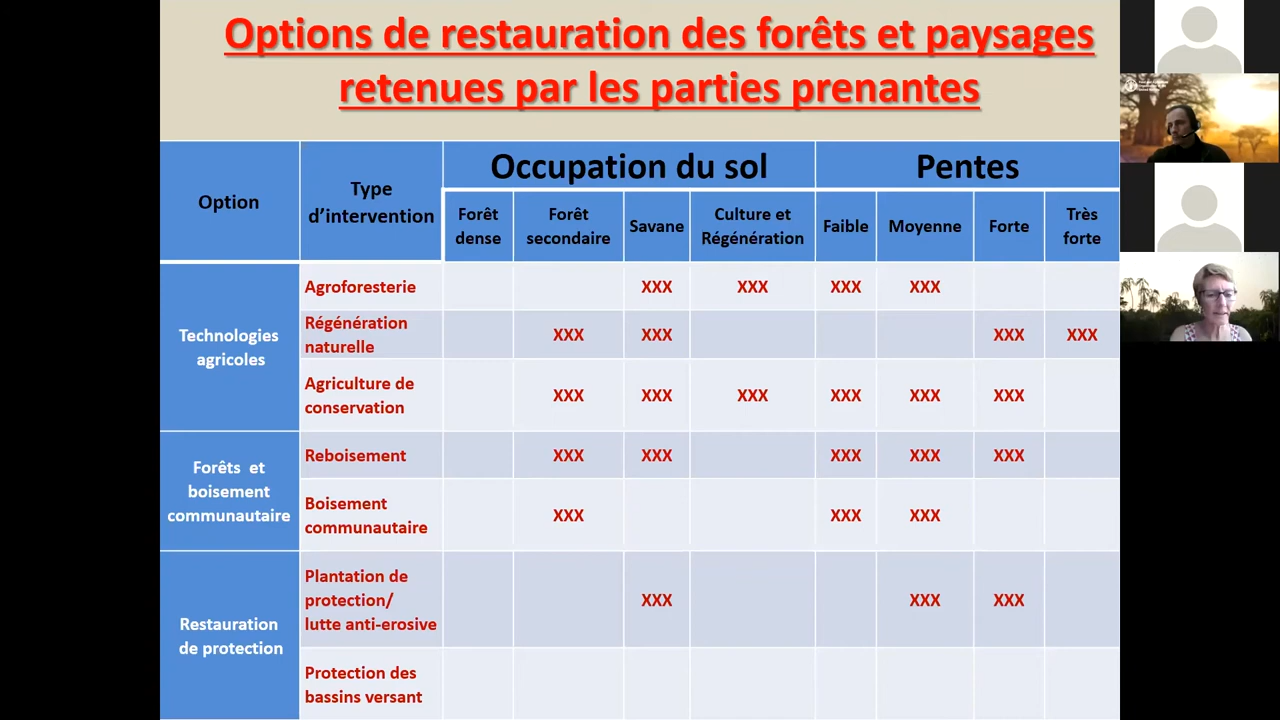 Options de restauration des forêts et paysages
retenues par les parties prenantes
Option
Type
d’intervention
Occupation du sol
Pentes
Forêt
dense
Forêt
secondaire
Savane
Culture et
Régénération
Faible
Moyenne
Forte
Très
forte
Technologies
agricoles
Agroforesterie
XXX XXX XXX XXX
Régénération
naturelle
XXX XXX XXX XXX
Agriculture de
conservation
XXX XXX XXX XXX XXX XXX
Forêts et
boisement
communautaire
Reboisement
XXX XXX XXX XXX XXX
Boisement
communautaire
XXX XXX XXX
Restauration
de protection
Plantation de
protection/
lutte anti-erosive
XXX XXX XXX
Protection des
bassins versant